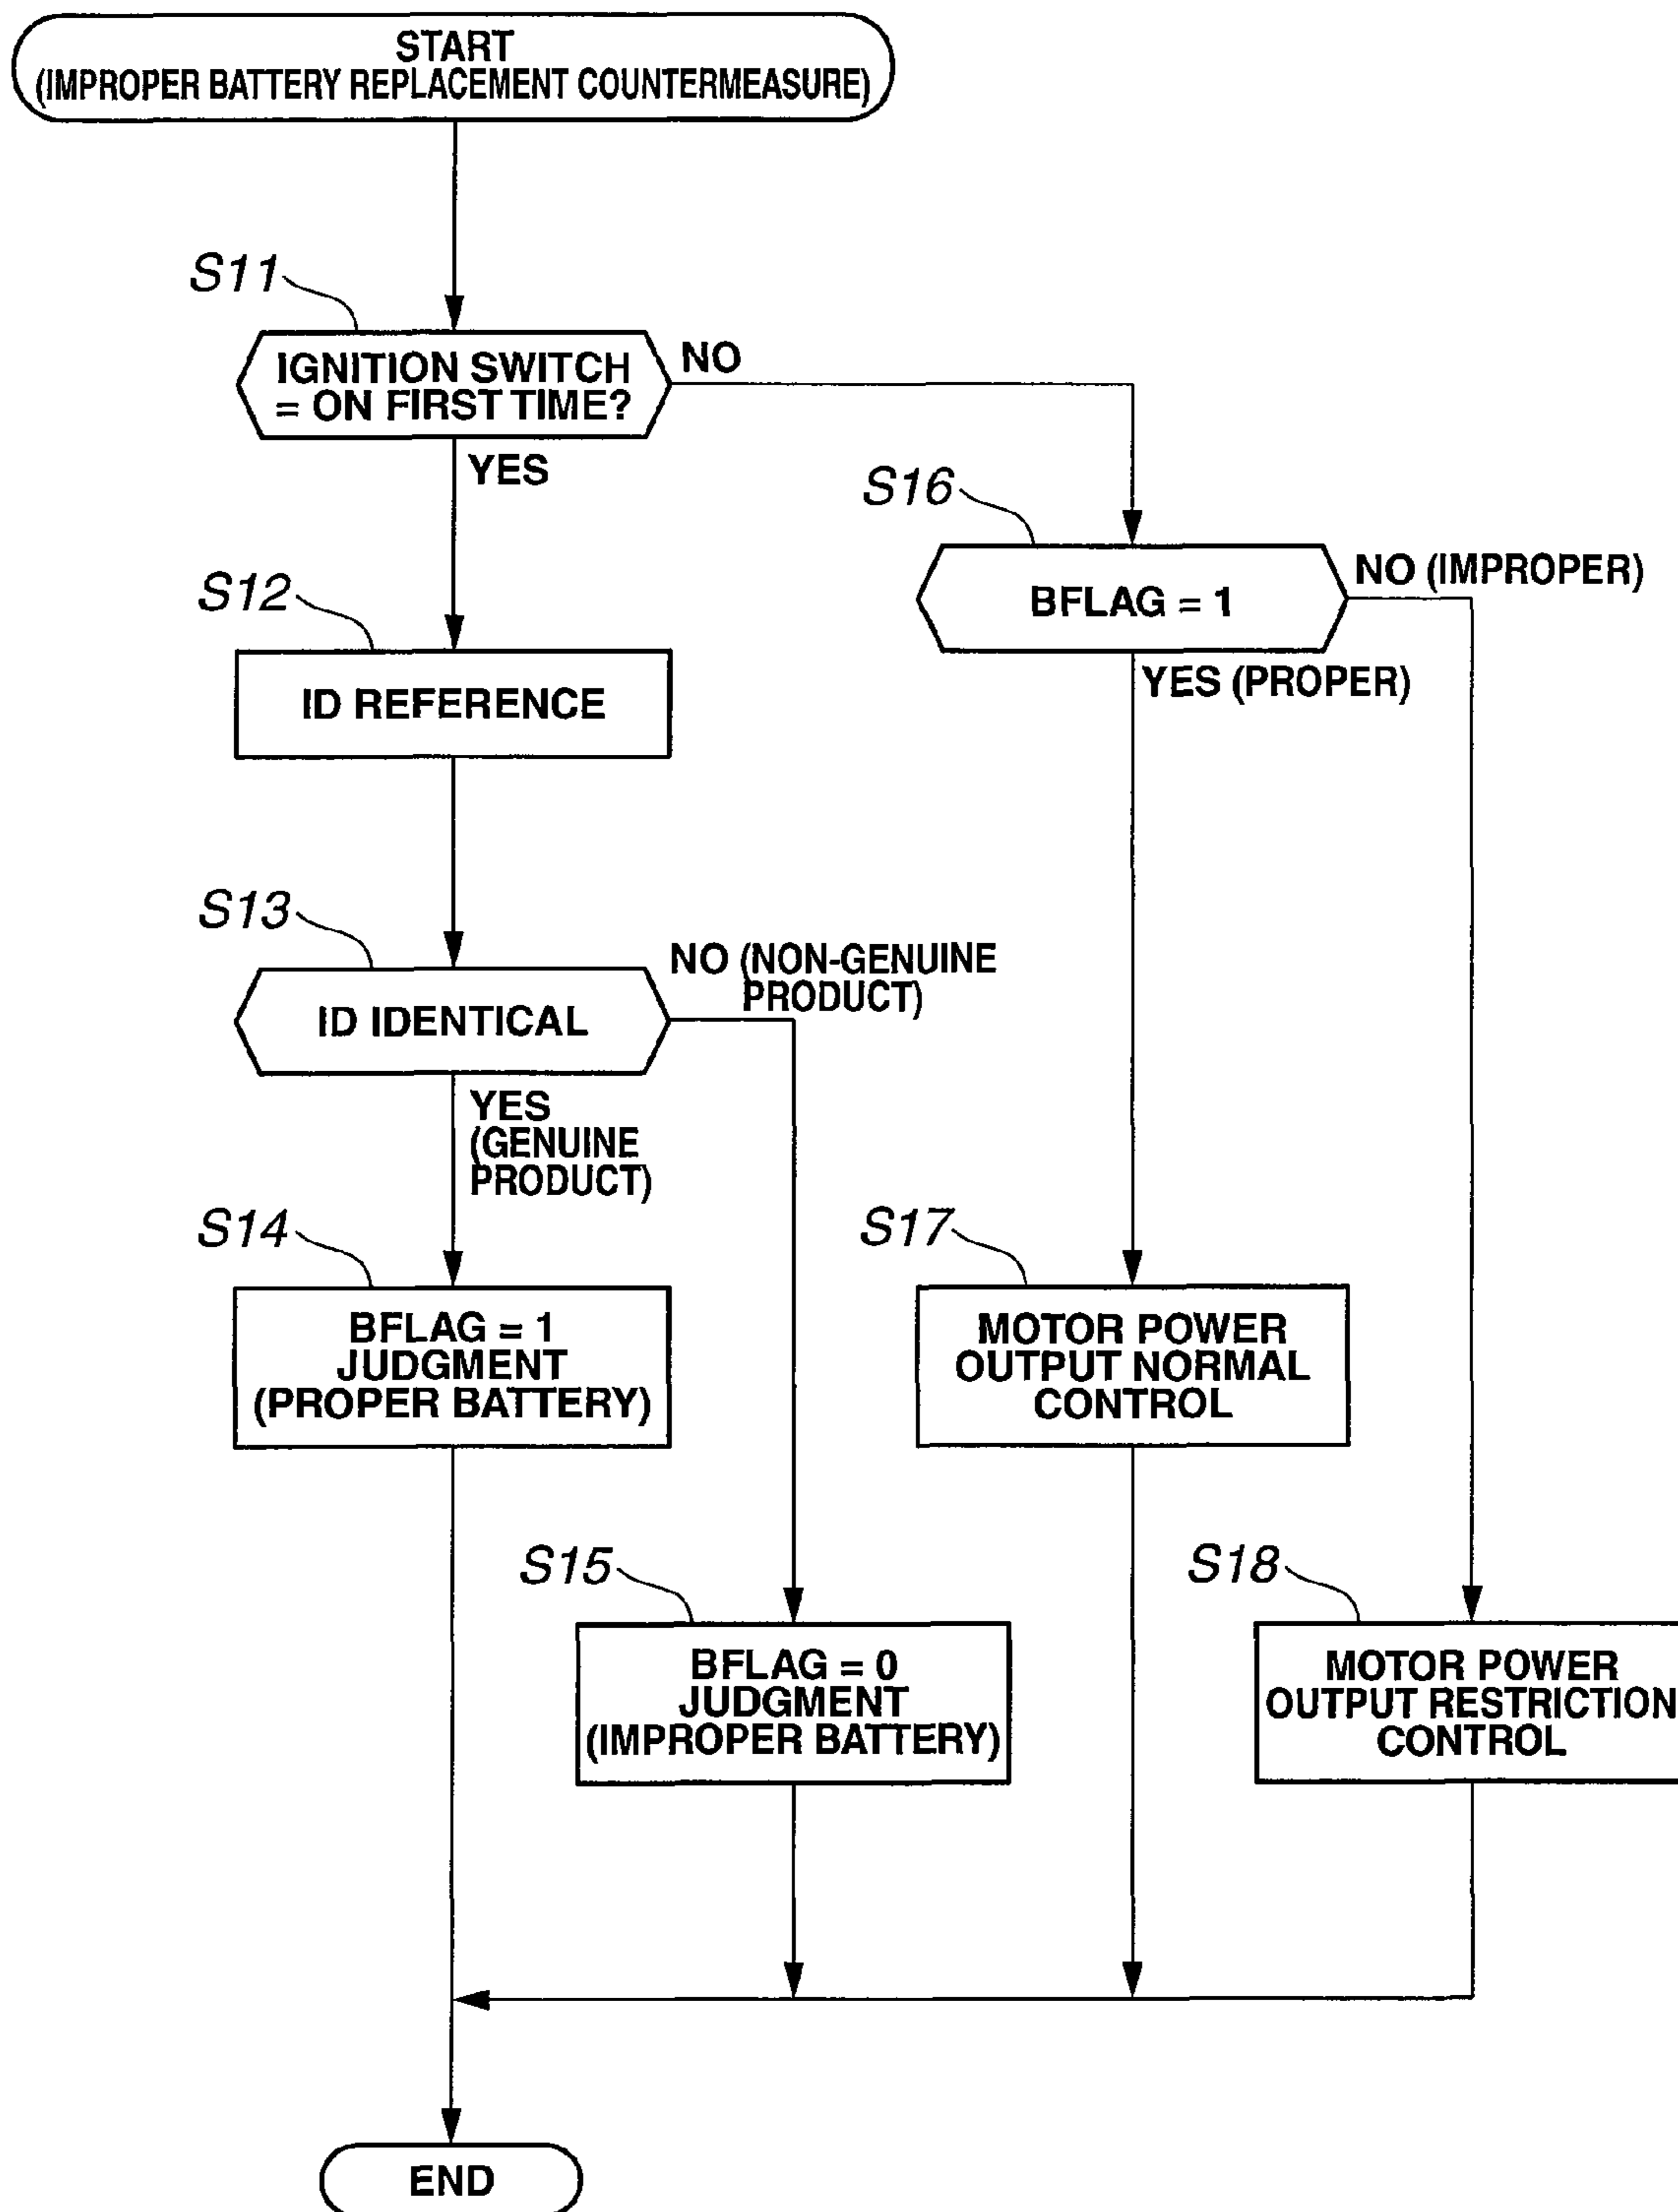 START
(IMPROPER BATTERY REPLACEMENT COUNTERMEASURE)
S11
IGNITION SWITCH
= ON FIRST TIME?
NO
YES
S16
BFLAG = 1
NO (IMPROPER)
YES (PROPER)
S12
ID REFERENCE
S13
ID IDENTICAL
NO (NON-GENUINE
PRODUCT)
YES
(GENUINE
PRODUCT)
S14
BFLAG = 1
JUDGMENT
(PROPER BATTERY)
S17
MOTOR POWER
OUTPUT NORMAL
CONTROL
S15
BFLAG = 0
JUDGMENT
(IMPROPER BATTERY)
S18
MOTOR POWER
OUTPUT RESTRICTION
CONTROL
END